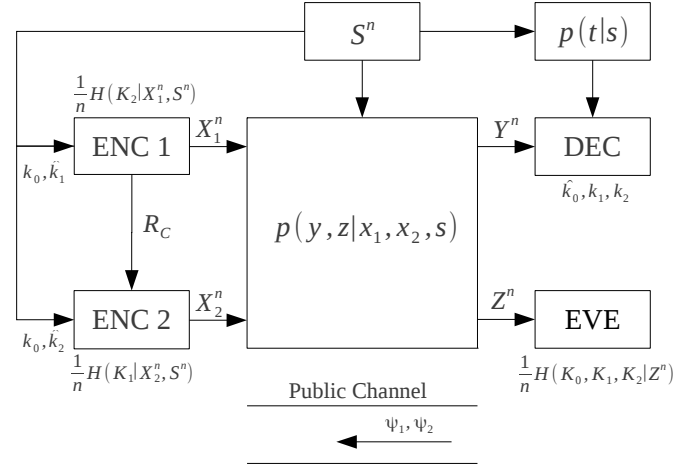 S^n
p(t|s)
1/n H(K_2|X_1^n, S^n)
ENC 1
X_1^n
Y^n
DEC
k_0, k̈_1
k̂_0, k_1, k_2
R_C
p(y, z|x_1, x_2, s)
ENC 2
X_2^n
Z^n
EVE
k_0, k̈_2
1/n H(K_1|X_2^n, S^n)
1/n H(K_0, K_1, K_2|Z^n)
Public Channel
ψ_1, ψ_2